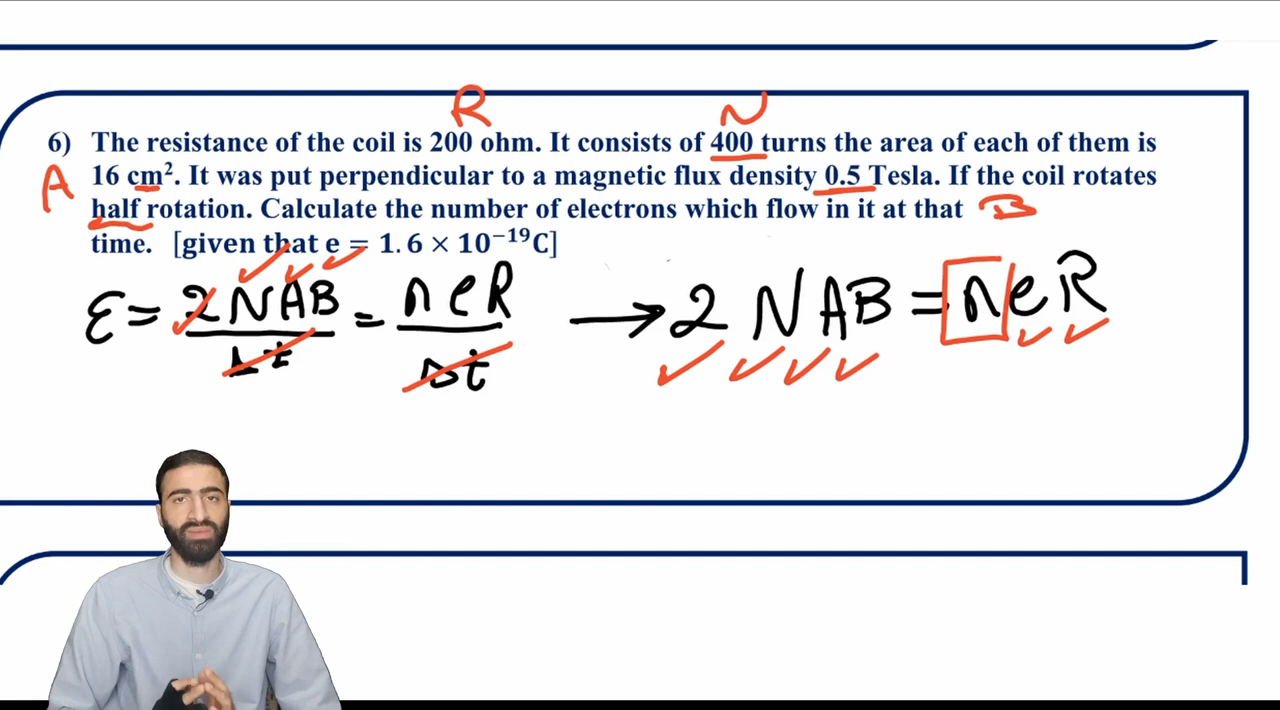 R N
6) The resistance of the coil is 200 ohm. It consists of 400 turns the area of each of them is
A 16 cm². It was put perpendicular to a magnetic flux density 0.5 Tesla. If the coil rotates
half rotation. Calculate the number of electrons which flow in it at that B
time. [given that e = 1.6 × 10⁻¹⁹C]
ε = 2NAB/Δt = neR/Δt → 2NAB = neR